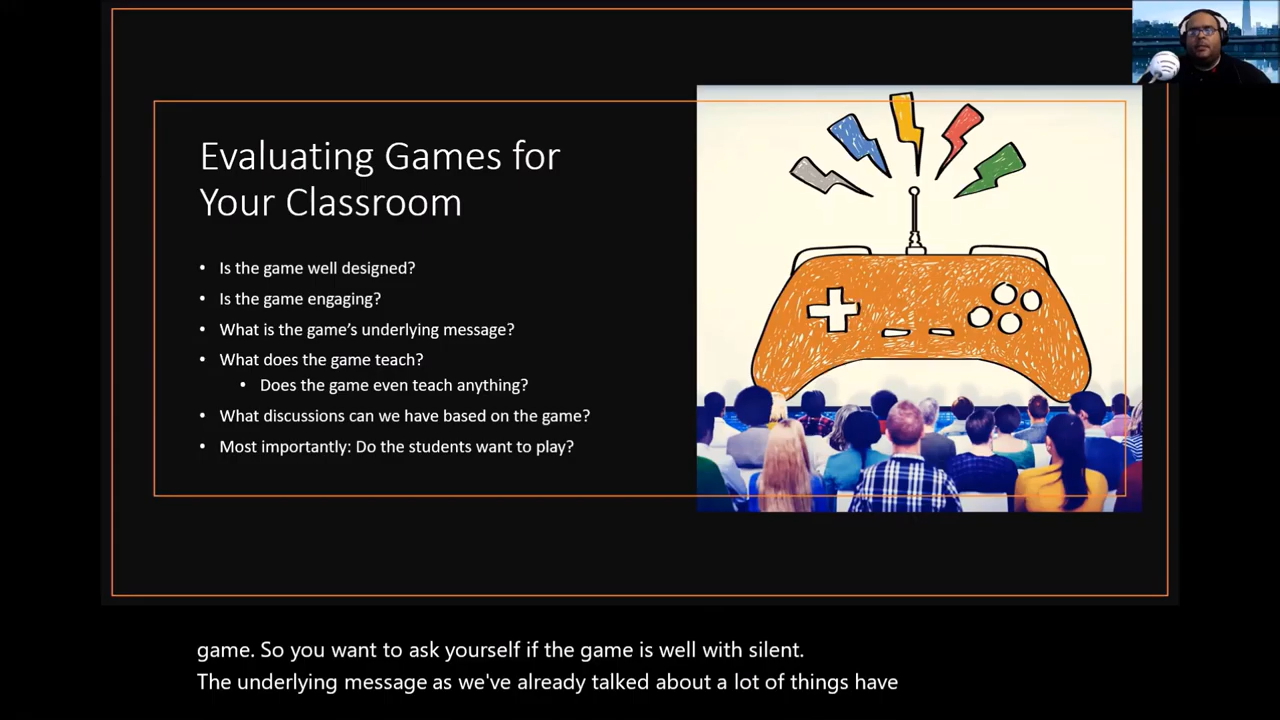 Evaluating Games for
Your Classroom
• Is the game well designed?
• Is the game engaging?
• What is the game’s underlying message?
• What does the game teach?
• Does the game even teach anything?
• What discussions can we have based on the game?
• Most importantly: Do the students want to play?
game. So you want to ask yourself if the game is well with silent.
The underlying message as we've already talked about a lot of things have